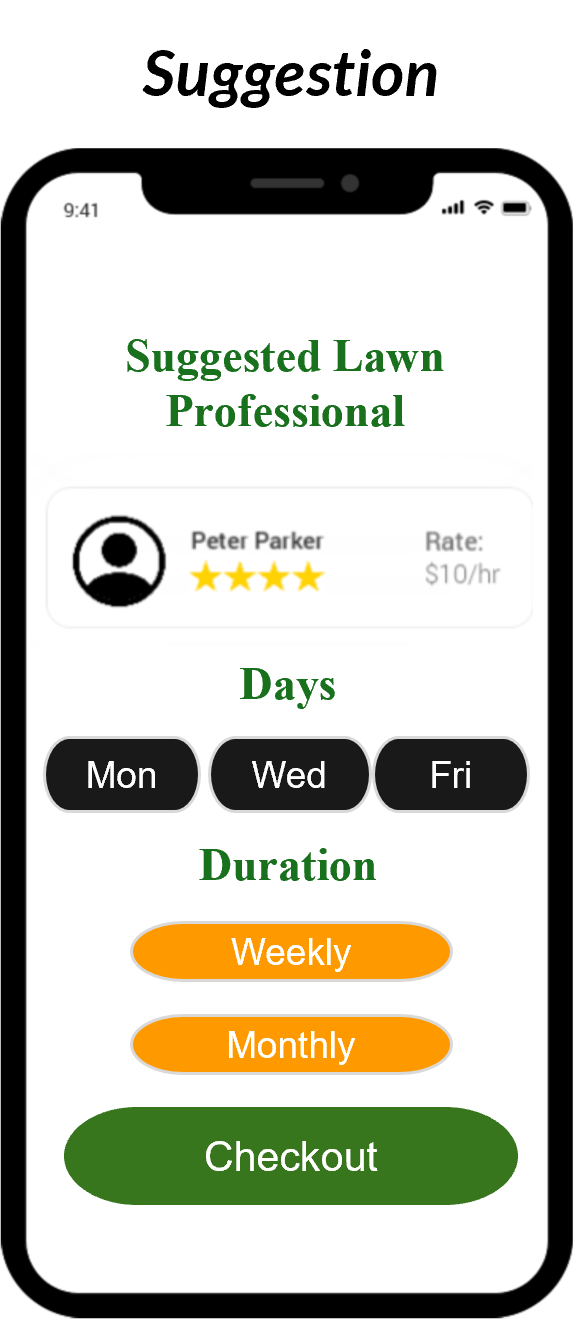 Suggestion
9:41
Suggested Lawn
Professional
Peter Parker
Rate:
$10/hr
Days
Mon
Wed
Fri
Duration
Weekly
Monthly
Checkout